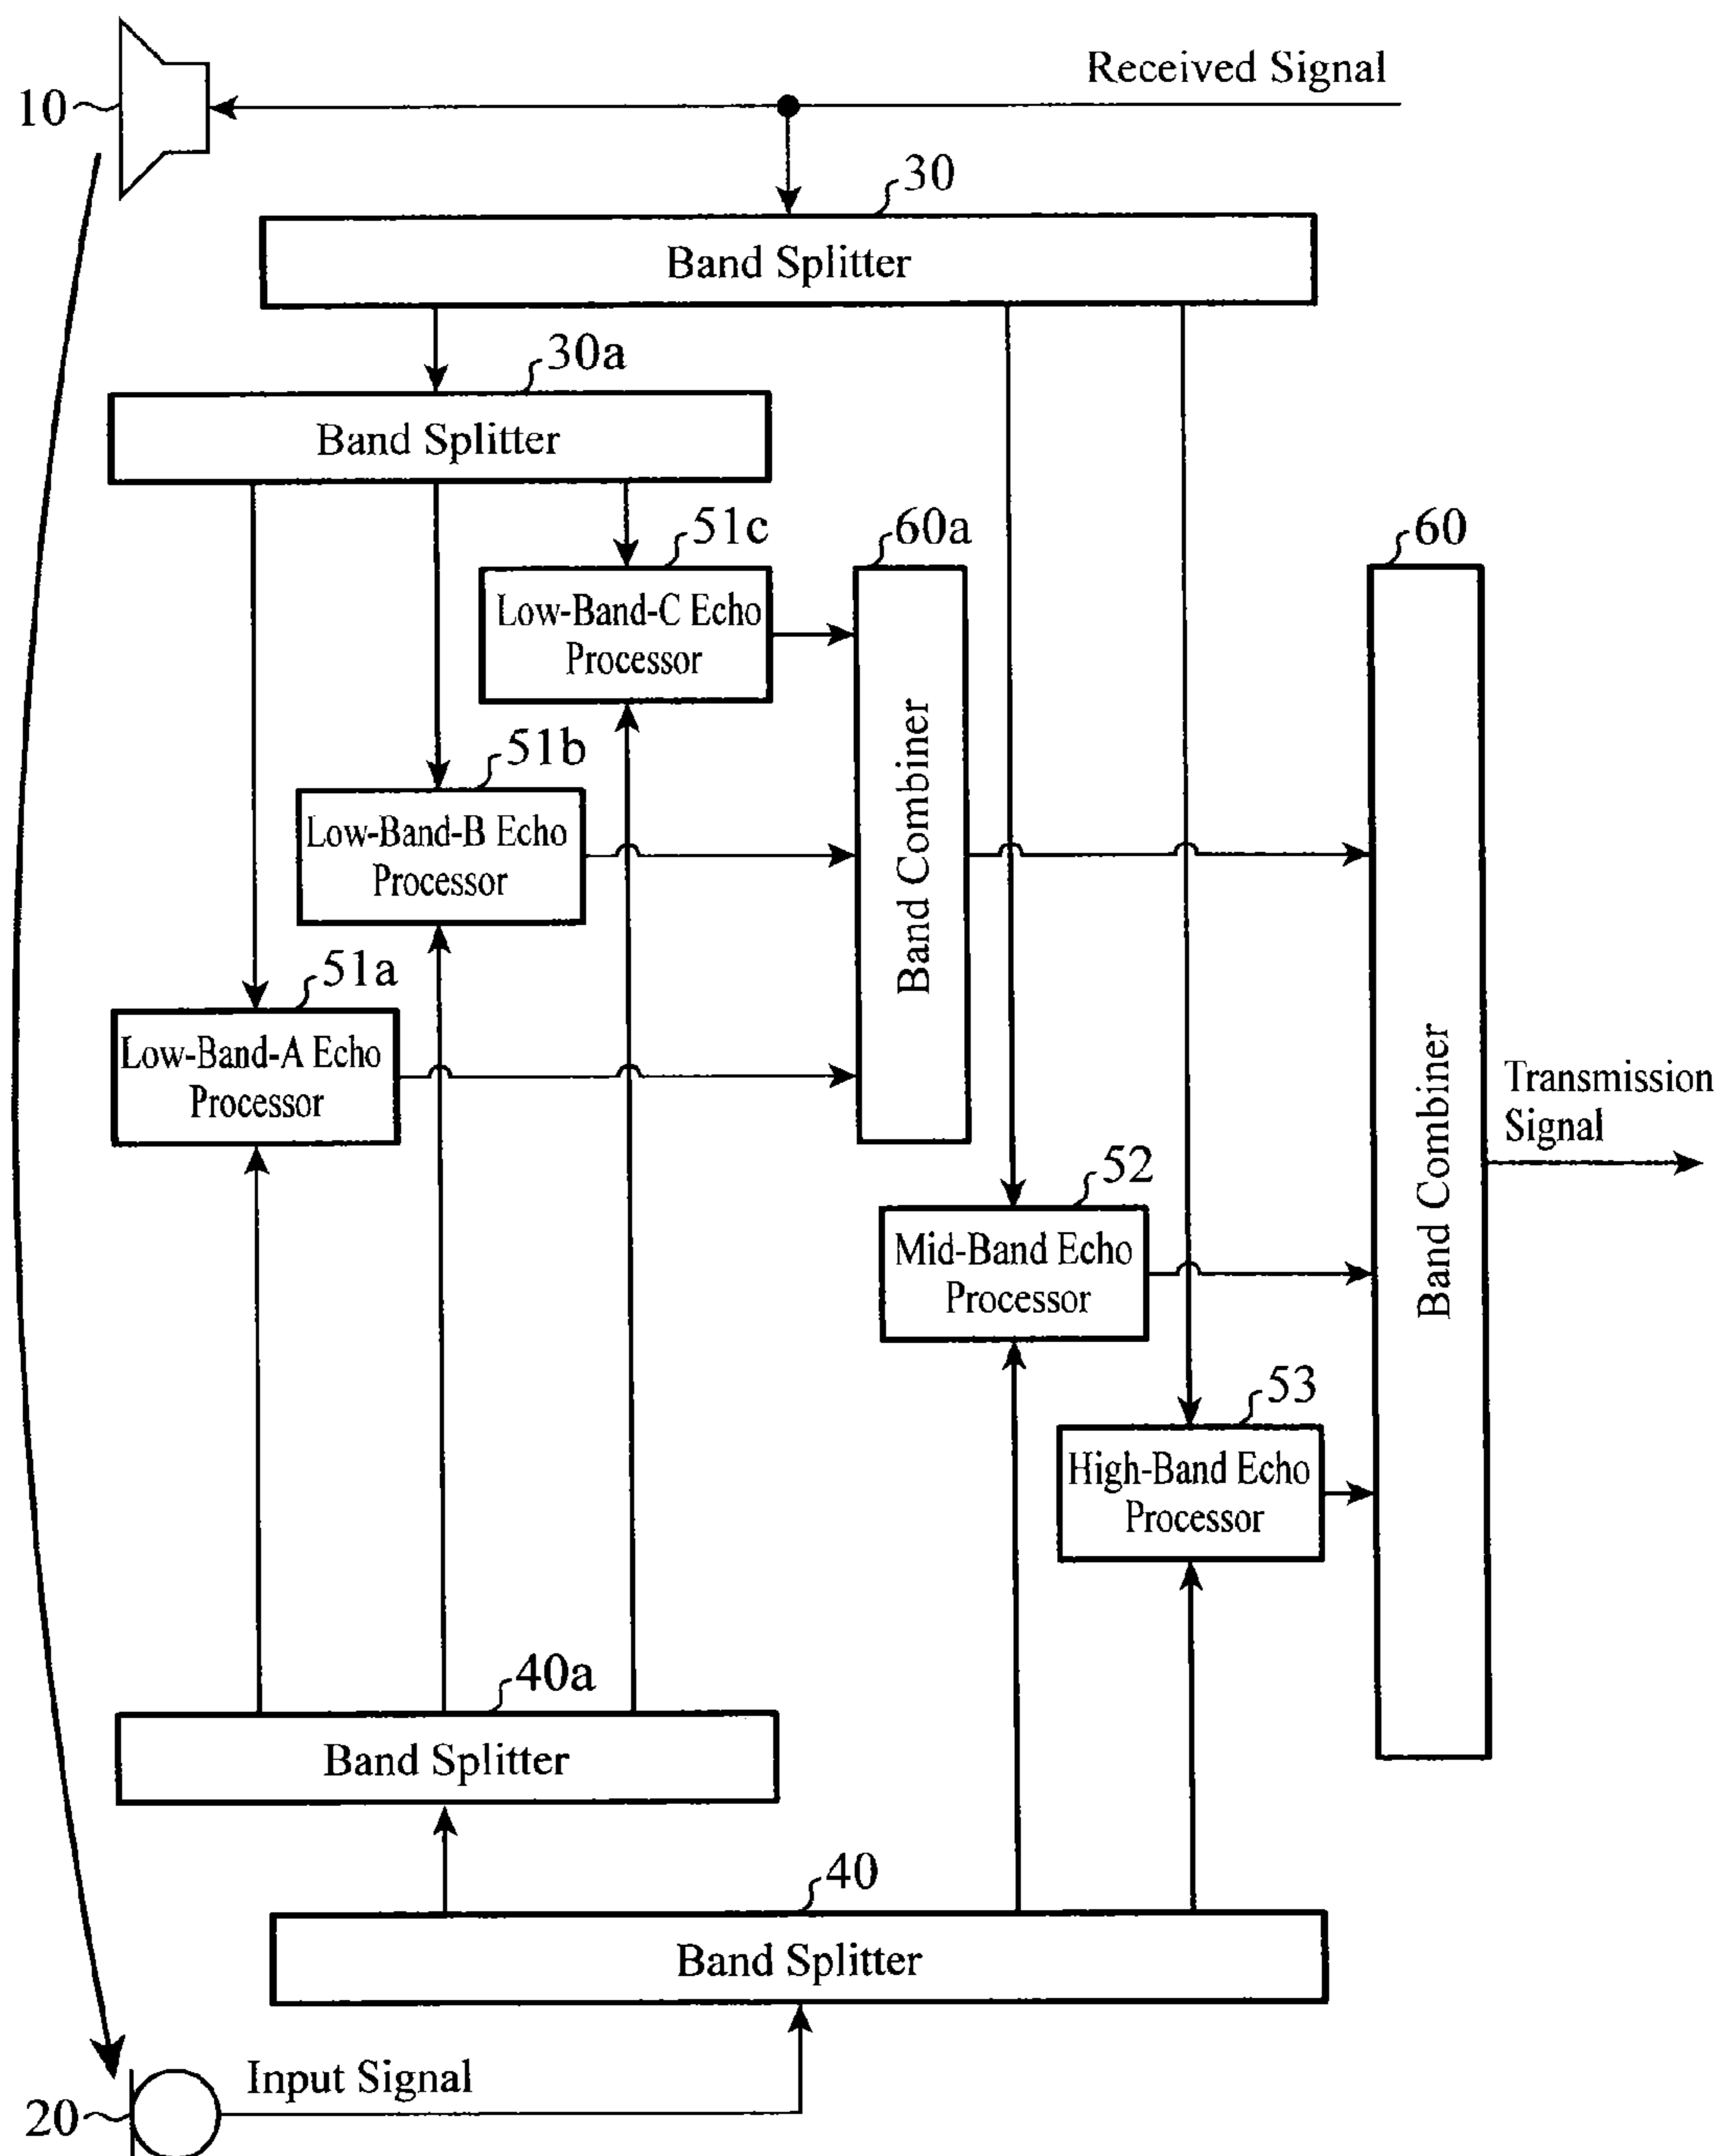 Received Signal
10
30
Band Splitter
30a
Band Splitter
51c
60a
60
Low-Band-C Echo
Processor
Band Combiner
51b
Low-Band-B Echo
Processor
51a
Low-Band-A Echo
Processor
Band Combiner
Transmission
Signal
52
Mid-Band Echo
Processor
53
High-Band Echo
Processor
40a
Band Splitter
40
Band Splitter
Input Signal
20